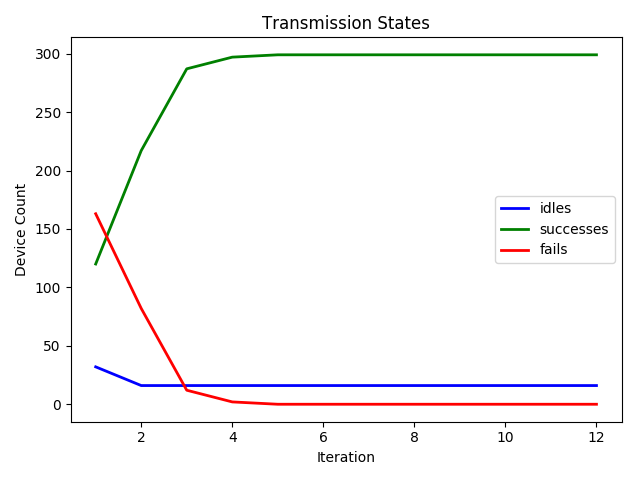 Transmission States
Device Count
300
250
200
150
100
50
0
idles
successes
fails
2
4
6
8
10
12
Iteration